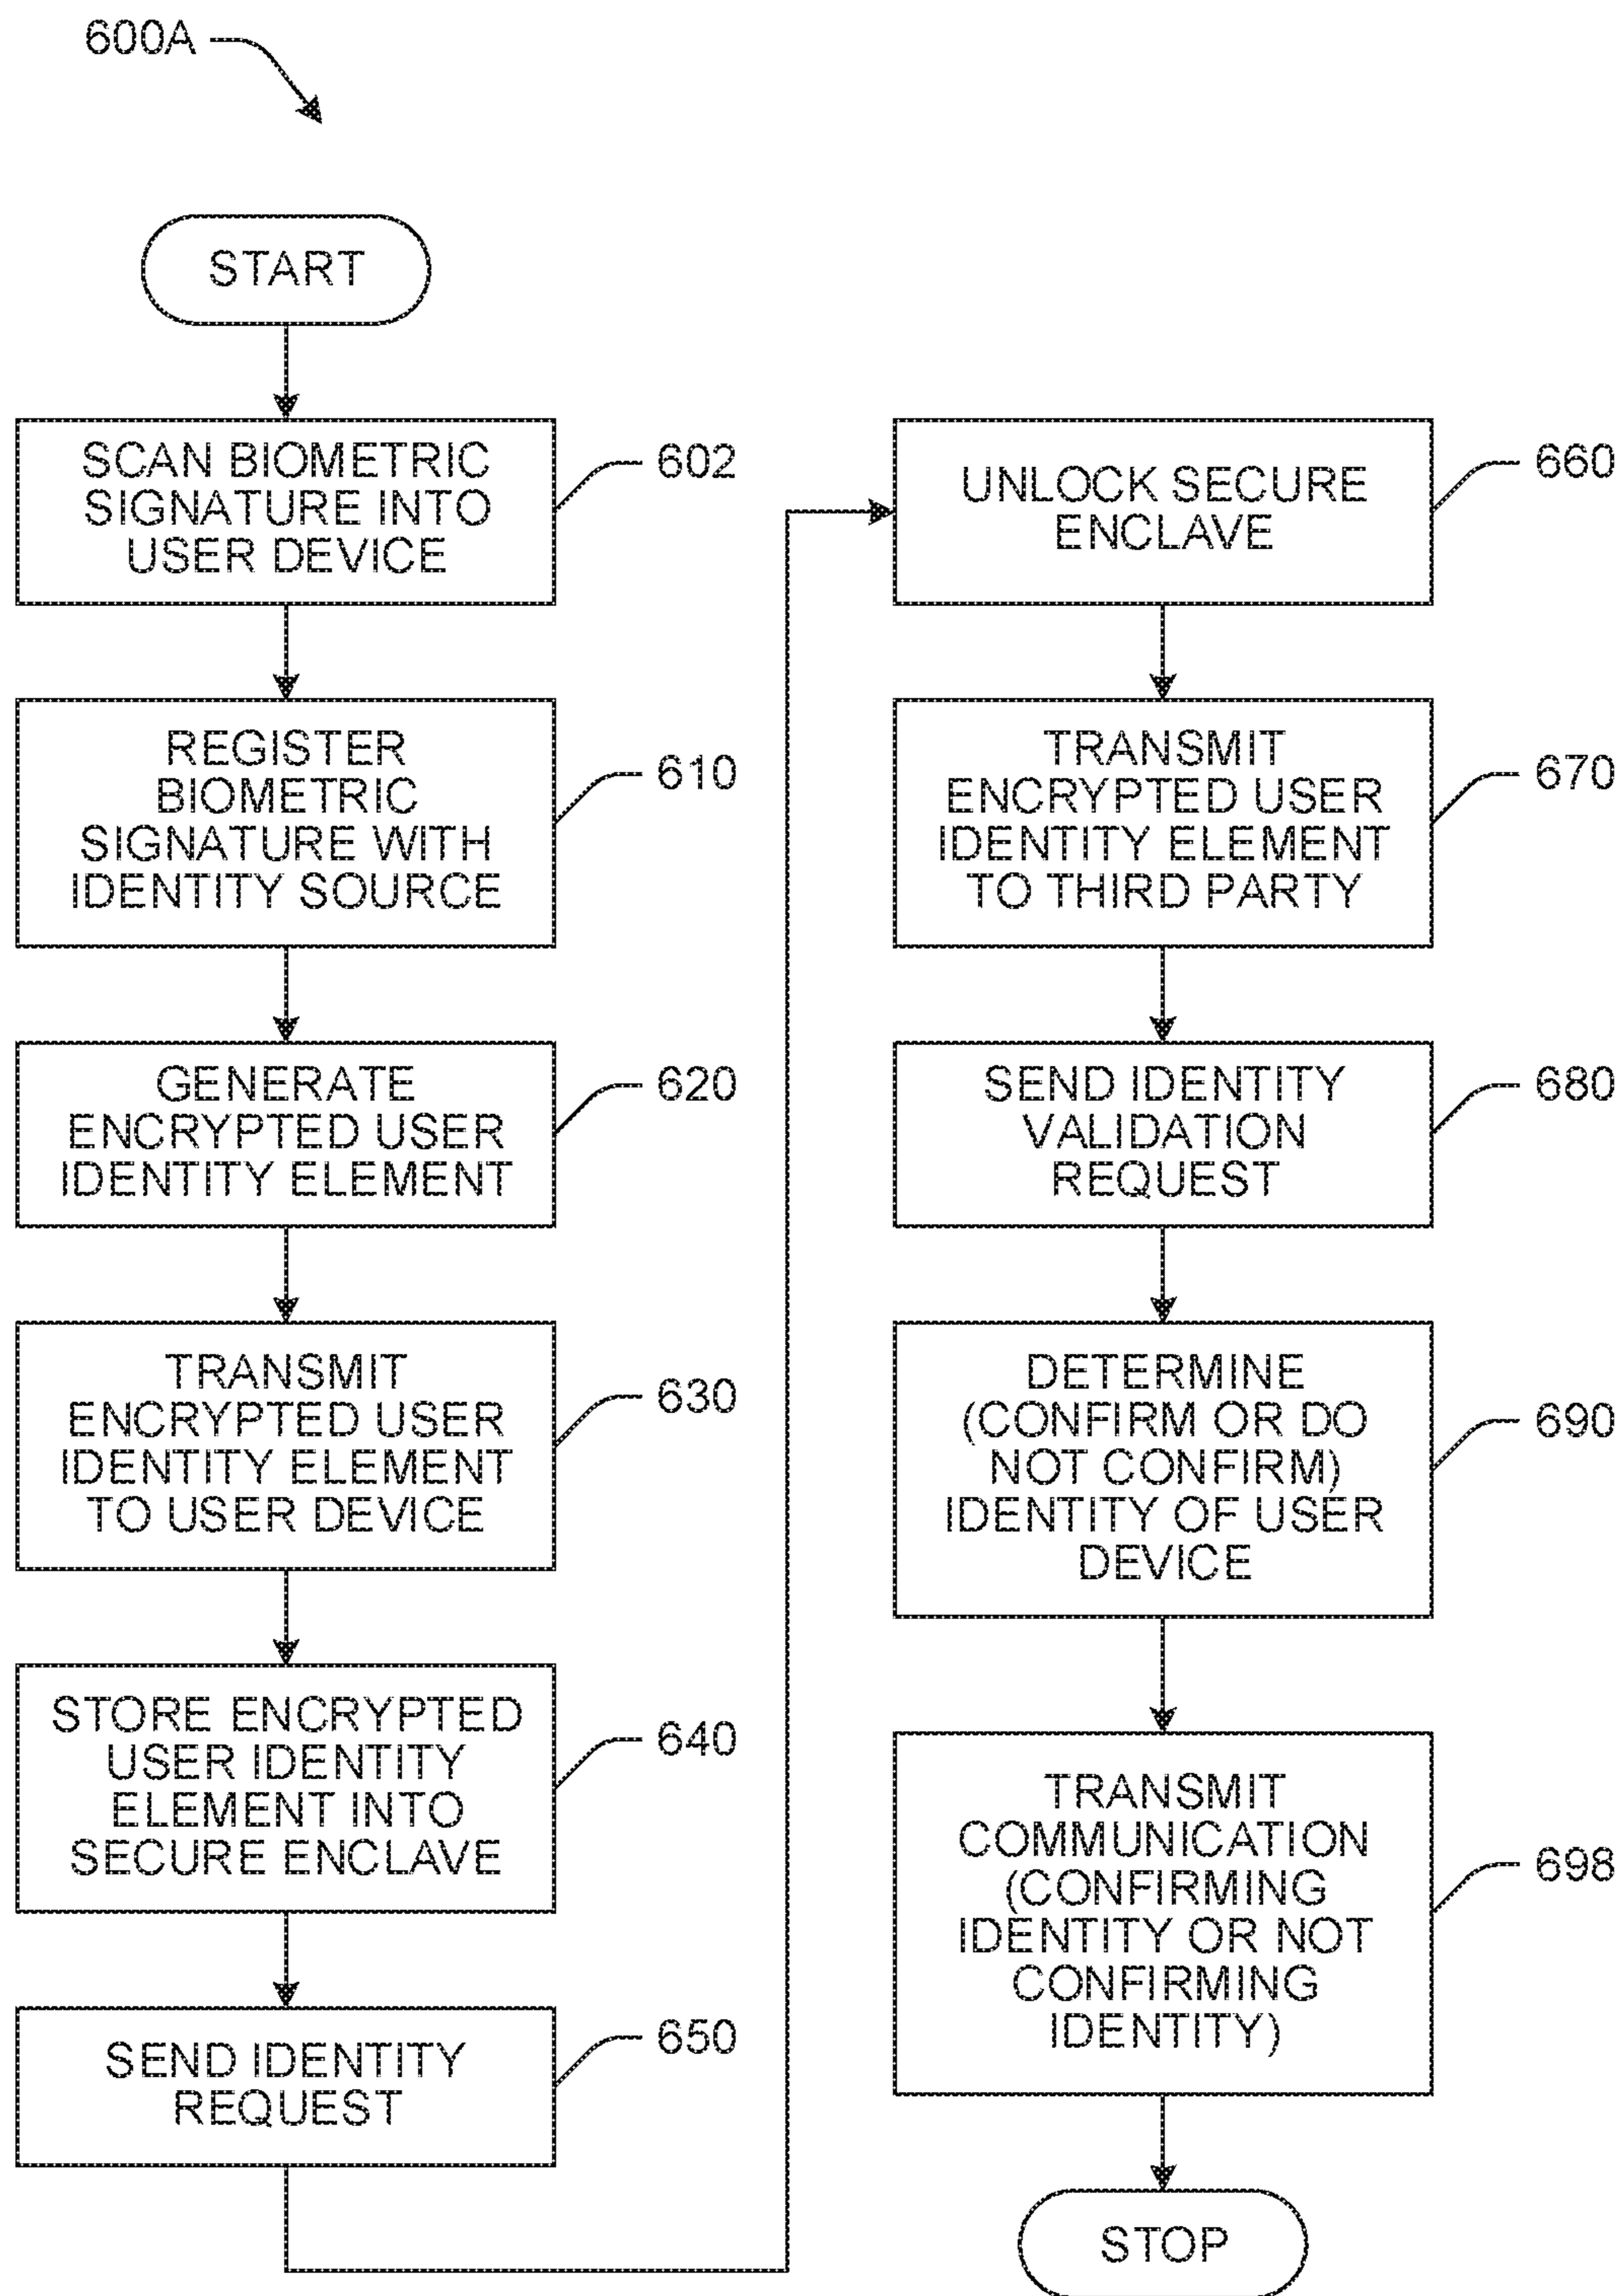 600A
START
SCAN BIOMETRIC
SIGNATURE INTO
USER DEVICE
602
REGISTER
BIOMETRIC
SIGNATURE WITH
IDENTITY SOURCE
610
GENERATE
ENCRYPTED USER
IDENTITY ELEMENT
620
TRANSMIT
ENCRYPTED USER
IDENTITY ELEMENT
TO USER DEVICE
630
STORE ENCRYPTED
USER IDENTITY
ELEMENT INTO
SECURE ENCLAVE
640
SEND IDENTITY
REQUEST
650
UNLOCK SECURE
ENCLAVE
660
TRANSMIT
ENCRYPTED USER
IDENTITY ELEMENT
TO THIRD PARTY
670
SEND IDENTITY
VALIDATION
REQUEST
680
DETERMINE
(CONFIRM OR DO
NOT CONFIRM)
IDENTITY OF USER
DEVICE
690
TRANSMIT
COMMUNICATION
(CONFIRMING
IDENTITY OR NOT
CONFIRMING
IDENTITY)
698
STOP